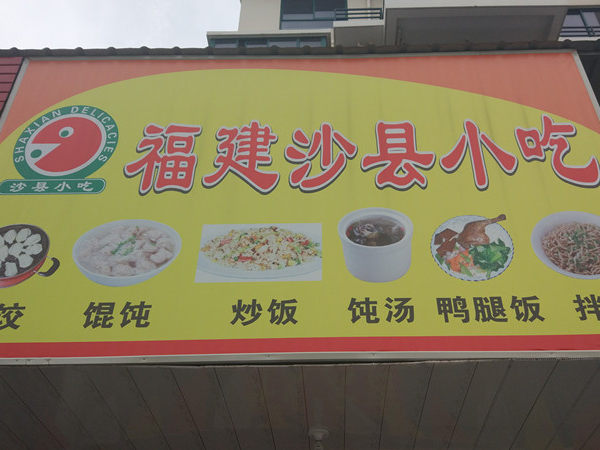 SHAXIAN DELICACIES
沙县小吃
福建沙县小吃
饺 馄饨 炒饭 炖汤 鸭腿饭 拌